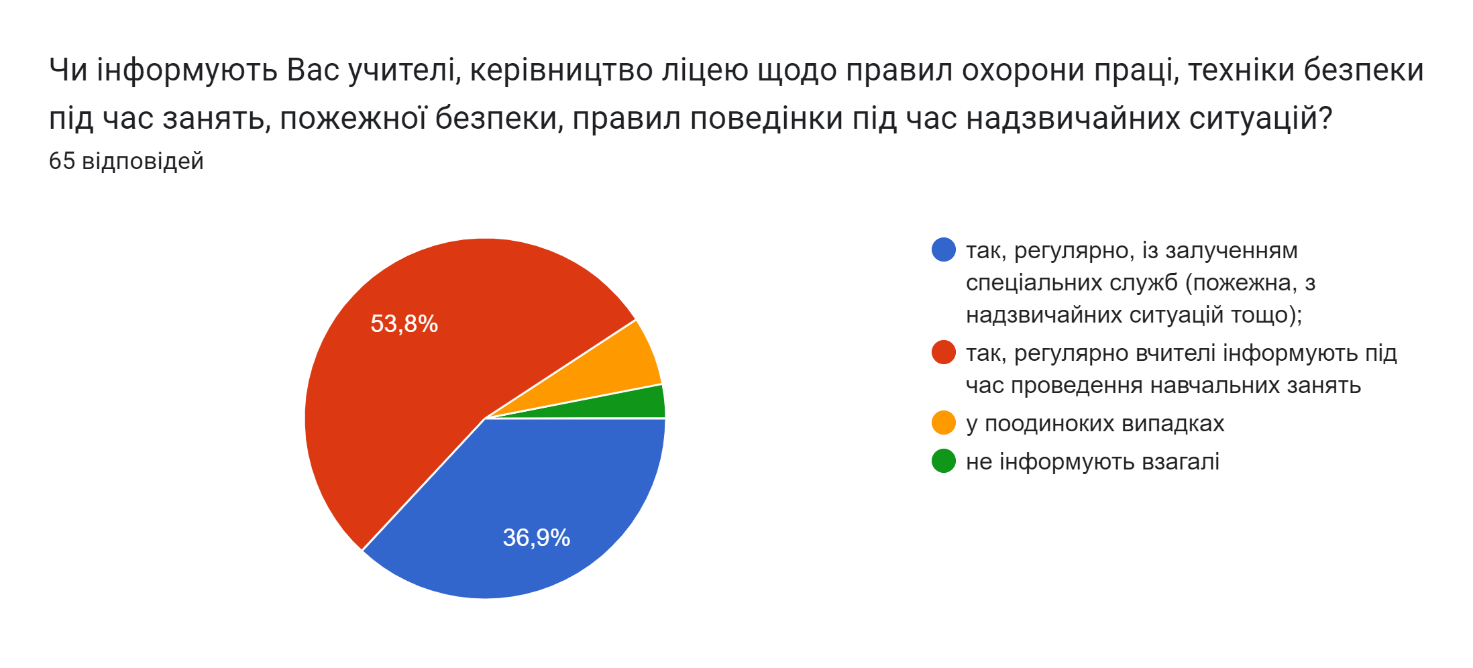 Чи інформують Вас учителі, керівництво ліцею щодо правил охорони праці, техніки безпеки
під час занять, пожежної безпеки, правил поведінки під час надзвичайних ситуацій?
65 відповідей
53,8%
36,9%
так, регулярно, із залученням
спеціальних служб (пожежна, з
надзвичайних ситуацій тощо);
так, регулярно вчителі інформують під
час проведення навчальних занять
у поодиноких випадках
не інформують взагалі